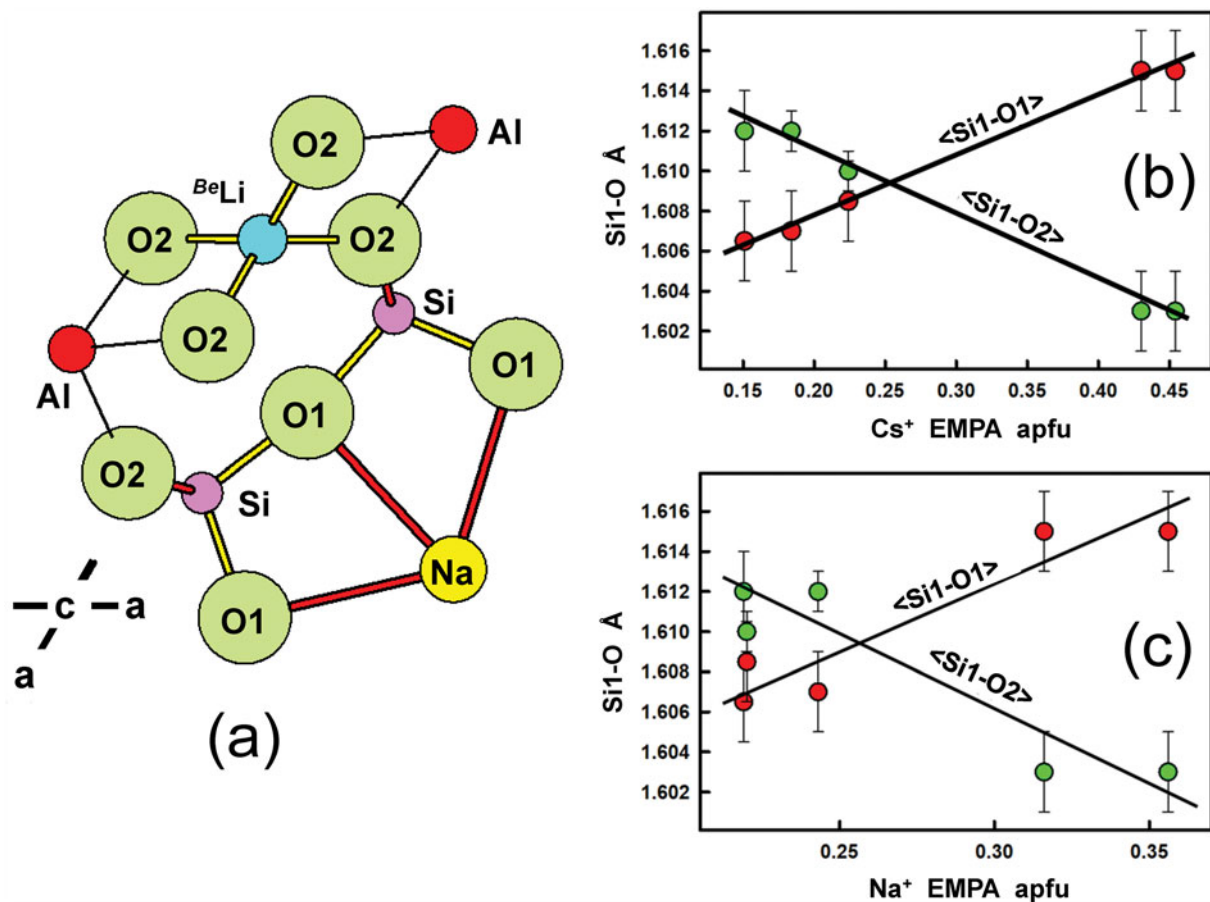 O2
Al
BeLi
O2
O2
O2
Si
Al
O1
O1
O2
Si
Na
O1
c
a
a
(a)
Si1-O Å
1.616
1.614
1.612
1.610
1.608
1.606
1.604
1.602
<Si1-O1>
<Si1-O2>
(b)
0.15 0.20 0.25 0.30 0.35 0.40 0.45
Cs+ EMPA apfu
Si1-O Å
1.616
1.614
1.612
1.610
1.608
1.606
1.604
1.602
<Si1-O1>
<Si1-O2>
(c)
0.25 0.30 0.35
Na+ EMPA apfu